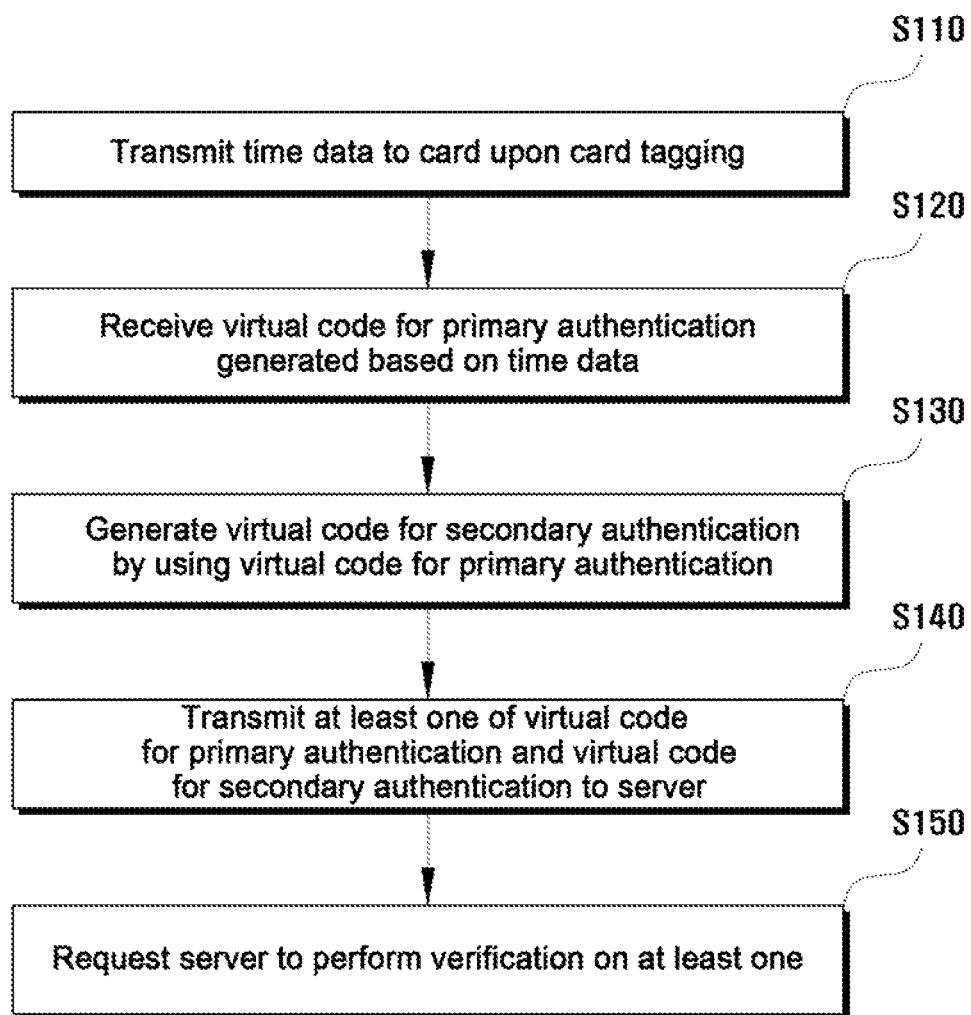 S110
Transmit time data to card upon card tagging
S120
Receive virtual code for primary authentication
generated based on time data
S130
Generate virtual code for secondary authentication
by using virtual code for primary authentication
S140
Transmit at least one of virtual code
for primary authentication and virtual code
for secondary authentication to server
S150
Request server to perform verification on at least one